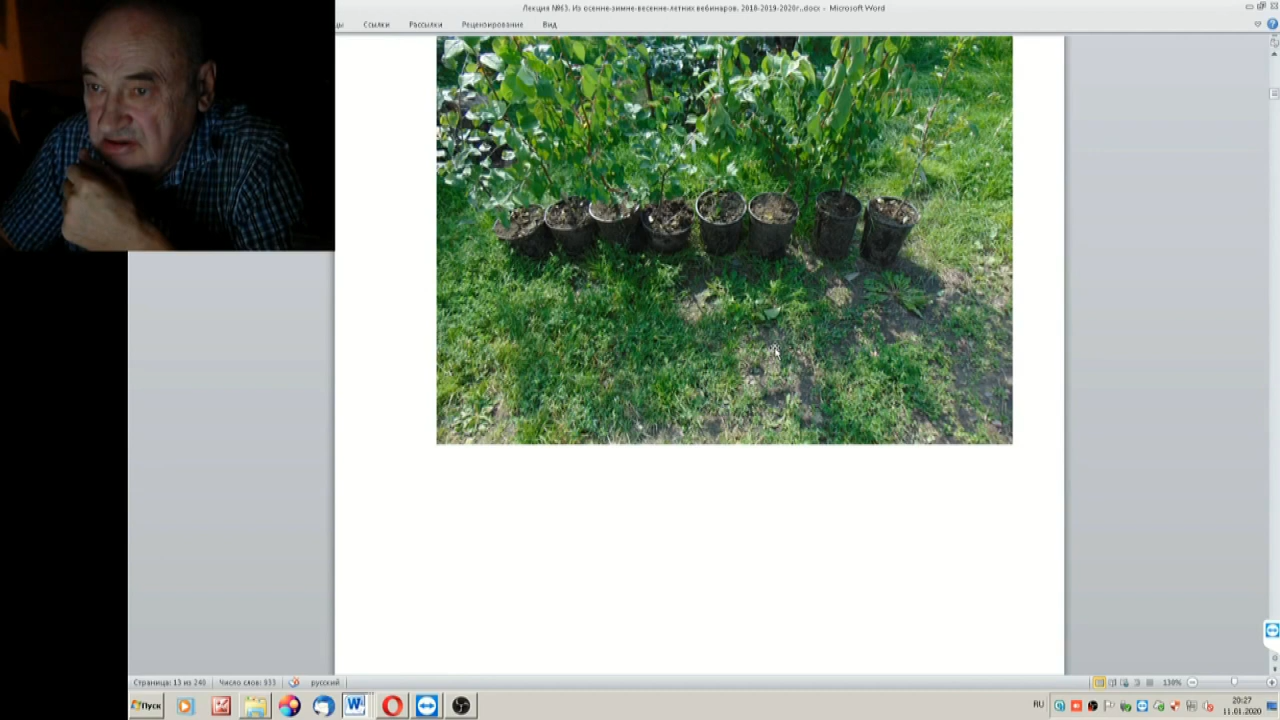 Лекция №63. Из осенне-зимне-весенне-летних вебинаров. 2018-2019-2020г..docx - Microsoft Word
Ссылки Рассылки Рецензирование Вид
Страница: 13 из 240 Число слов: 933 русский 130%
Пуск RU 20:27
11.01.2020